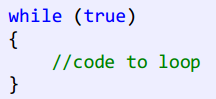 while (true)
{
    //code to loop
}